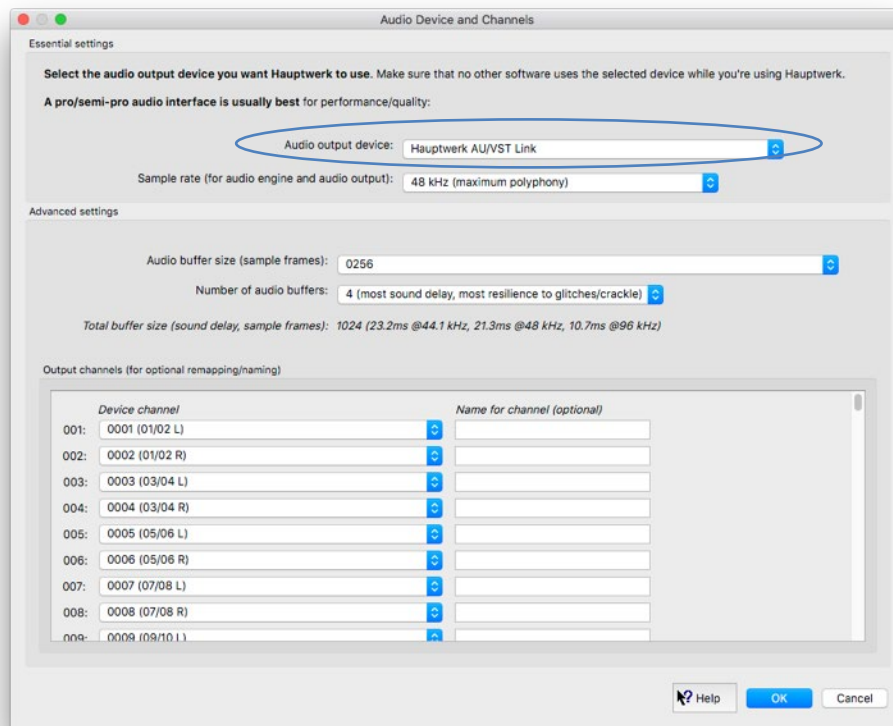 Audio Device and Channels
Essential settings
Select the audio output device you want Hauptwerk to use. Make sure that no other software uses the selected device while you're using Hauptwerk.
A pro/semi-pro audio interface is usually best for performance/quality:
Audio output device: Hauptwerk AU/VST Link
Sample rate (for audio engine and audio output): 48 kHz (maximum polyphony)
Advanced settings
Audio buffer size (sample frames): 0256
Number of audio buffers: 4 (most sound delay, most resilience to glitches/crackle)
Total buffer size (sound delay, sample frames): 1024 (23.2ms @44.1 kHz, 21.3ms @48 kHz, 10.7ms @96 kHz)
Output channels (for optional remapping/naming)
Device channel Name for channel (optional)
001: 0001 (01/02 L)
002: 0002 (01/02 R)
003: 0003 (03/04 L)
004: 0004 (03/04 R)
005: 0005 (05/06 L)
006: 0006 (05/06 R)
007: 0007 (07/08 L)
008: 0008 (07/08 R)
009: 0009 (09/10 L)
? Help OK Cancel